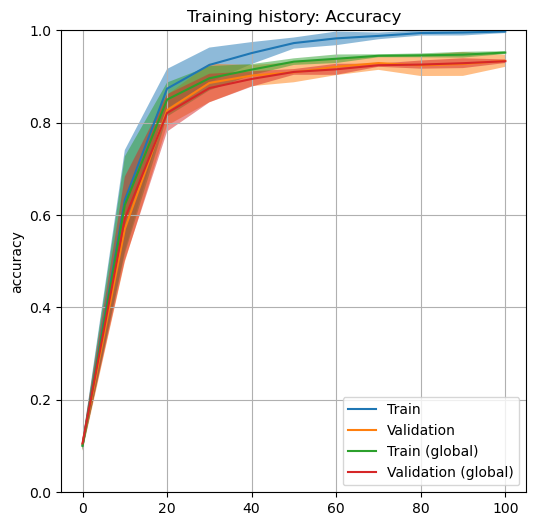 Training history: Accuracy
accuracy
1.0
0.8
0.6
0.4
0.2
0.0
0
20
40
60
80
100
Train
Validation
Train (global)
Validation (global)